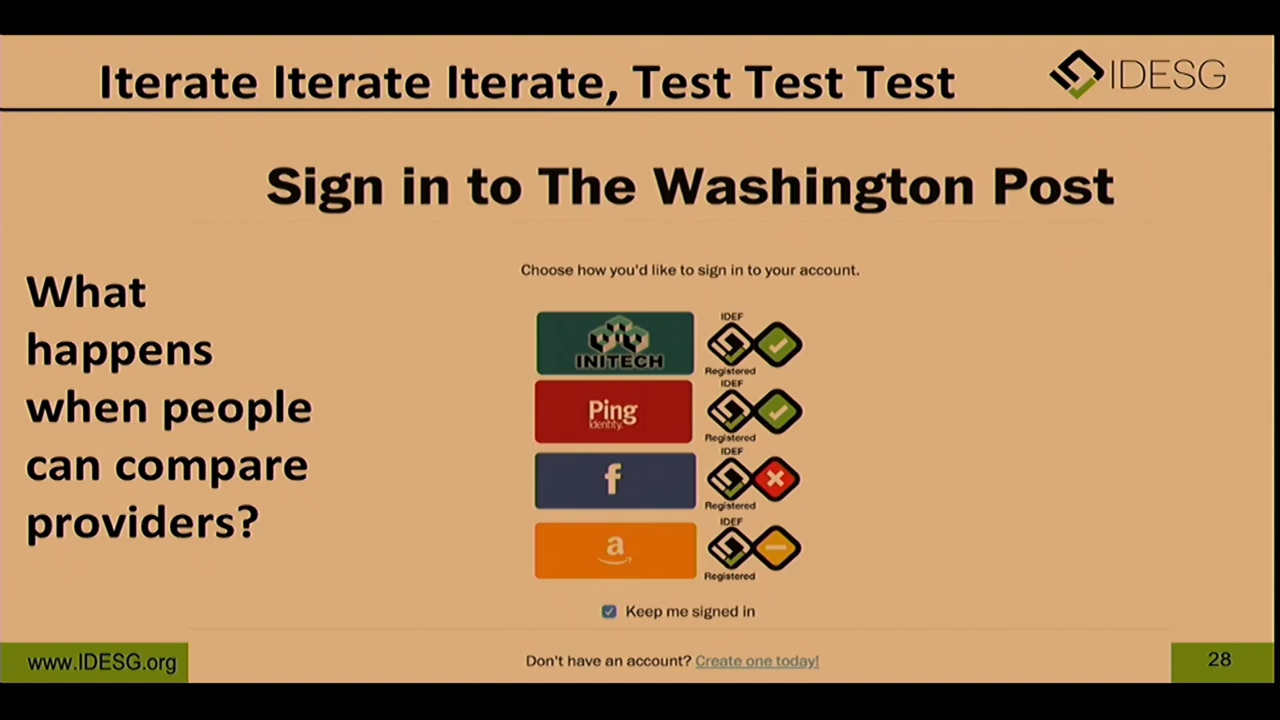 Iterate Iterate Iterate, Test Test Test
IDESG
Sign in to The Washington Post
What
happens
when people
can compare
providers?
Choose how you'd like to sign in to your account.
INITECH
IDEF
Registered
Ping
Identity.
IDEF
Registered
f
IDEF
Registered
a
IDEF
Registered
Keep me signed in
Don't have an account? Create one today!
www.IDESG.org
28